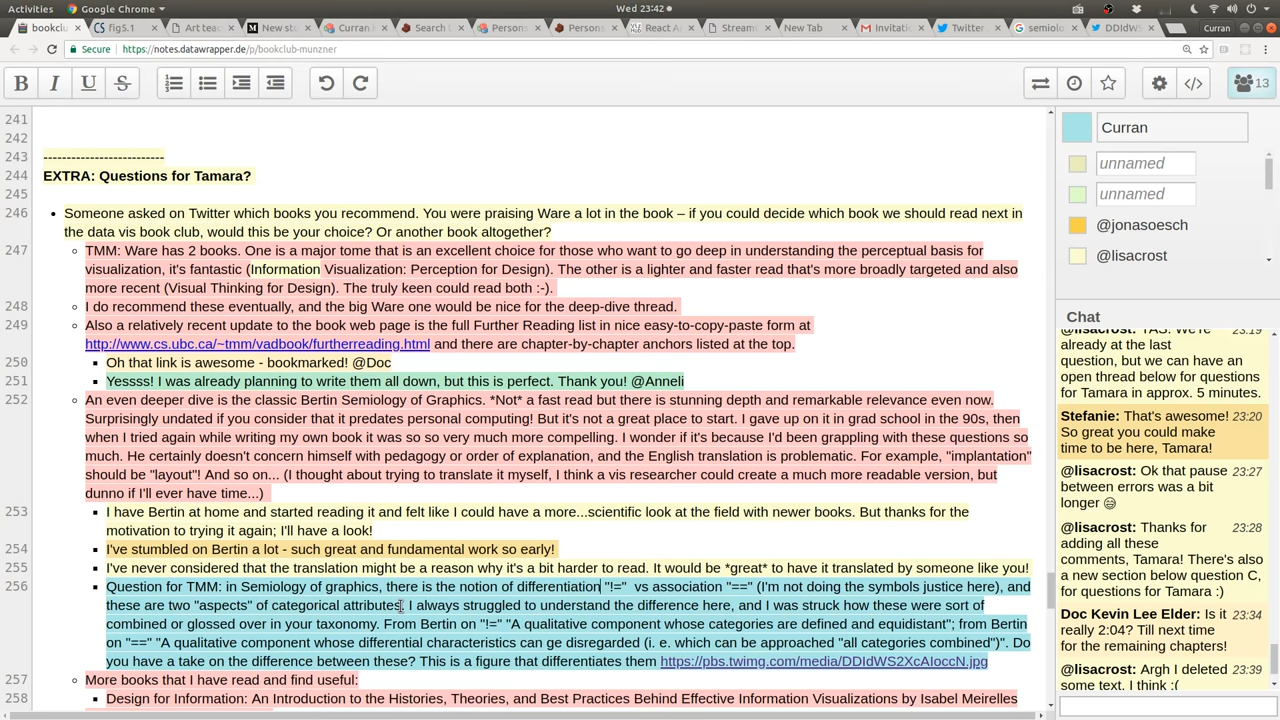 Activities
Google Chrome
Wed 23:42
Curran
bookclu
fig5.1
Art teac
New stu
Curran
Search
Persons
Persons
React A
Stream
New Tab
Invitatio
Twitter
semiolo
DDIdWS
Secure
https://notes.datawrapper.de/p/bookclub-munzner
B I U S
13
241
242
243 -------------------------
244 EXTRA: Questions for Tamara?
245
246 Someone asked on Twitter which books you recommend. You were praising Ware a lot in the book – if you could decide which book we should read next in
the data vis book club, would this be your choice? Or another book altogether?
247 TMM: Ware has 2 books. One is a major tome that is an excellent choice for those who want to go deep in understanding the perceptual basis for
visualization, it's fantastic (Information Visualization: Perception for Design). The other is a lighter and faster read that's more broadly targeted and also
more recent (Visual Thinking for Design). The truly keen could read both :-).
248 I do recommend these eventually, and the big Ware one would be nice for the deep-dive thread.
249 Also a relatively recent update to the book web page is the full Further Reading list in nice easy-to-copy-paste form at
http://www.cs.ubc.ca/~tmm/vadbook/furtherreading.html and there are chapter-by-chapter anchors listed at the top.
250 Oh that link is awesome - bookmarked! @Doc
251 Yessss! I was already planning to write them all down, but this is perfect. Thank you! @Anneli
252 An even deeper dive is the classic Bertin Semiology of Graphics. *Not* a fast read but there is stunning depth and remarkable relevance even now.
Surprisingly undated if you consider that it predates personal computing! But it's not a great place to start. I gave up on it in grad school in the 90s, then
when I tried again while writing my own book it was so so very much more compelling. I wonder if it's because I'd been grappling with these questions so
much. He certainly doesn't concern himself with pedagogy or order of explanation, and the English translation is problematic. For example, "implantation"
should be "layout"! And so on... (I thought about trying to translate it myself, I think a vis researcher could create a much more readable version, but
dunno if I'll ever have time...)
253 I have Bertin at home and started reading it and felt like I could have a more...scientific look at the field with newer books. But thanks for the
motivation to trying it again; I'll have a look!
254 I've stumbled on Bertin a lot - such great and fundamental work so early!
255 I've never considered that the translation might be a reason why it's a bit harder to read. It would be *great* to have it translated by someone like you!
256 Question for TMM: in Semiology of graphics, there is the notion of differentiation "!=" vs association "==" (I'm not doing the symbols justice here), and
these are two "aspects" of categorical attributes. I always struggled to understand the difference here, and I was struck how these were sort of
combined or glossed over in your taxonomy. From Bertin on "!=" "A qualitative component whose categories are defined and equidistant"; from Bertin
on "==" "A qualitative component whose differential characteristics can ge disregarded (i. e. which can be approached "all categories combined")". Do
you have a take on the difference between these? This is a figure that differentiates them https://pbs.twimg.com/media/DDIdWS2XcAIoccN.jpg
257 More books that I have read and find useful:
258 Design for Information: An Introduction to the Histories, Theories, and Best Practices Behind Effective Information Visualizations by Isabel Meirelles
Curran
unnamed
unnamed
@jonasoesch
@lisacrost
Chat
@lisacrost: YAS! We're 23:19
already at the last
question, but we can have an
open thread below for questions
for Tamara in approx. 5 minutes.
Stefanie: That's awesome! 23:20
So great you could make
time to be here, Tamara!
@lisacrost: Ok that pause 23:27
between errors was a bit
longer 😅
@lisacrost: Thanks for 23:28
adding all these
comments, Tamara! There's also
a new section below question C,
for questions for Tamara!
Doc Kevin Lee Elder: Is it 23:34
really 2:04? Till next time
for the remaining chapters!
@lisacrost: Argh I deleted 23:39
some text. I think :(